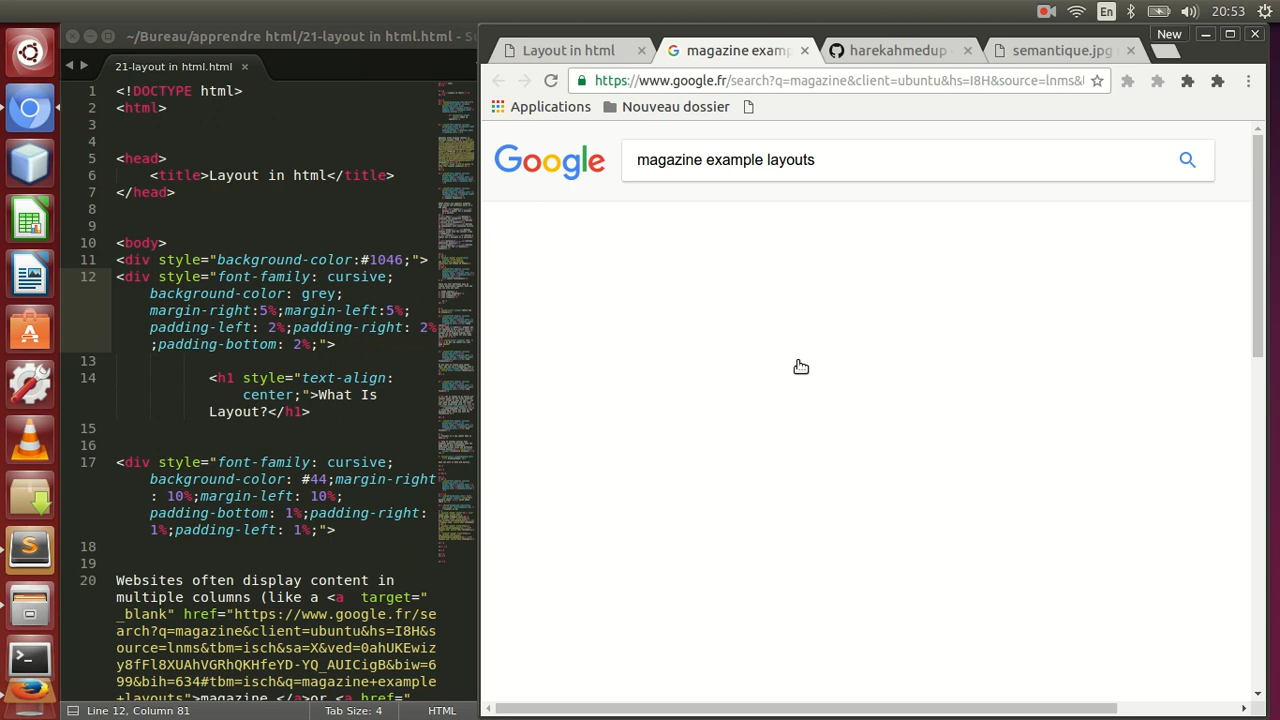 En
20:53
~/Bureau/apprendre html/21-layout in html.html - Su
New
21-layout in html.html
Layout in html
magazine examp
harekahmedup
semantique.jpg
https://www.google.fr/search?q=magazine&client=ubuntu&hs=I8H&source=lnms&
Applications
Nouveau dossier
Google
magazine example layouts
1 <!DOCTYPE html>
2 <html>
3
4
5 <head>
6 <title>Layout in html</title>
7 </head>
8
9
10 <body>
11 <div style="background-color:#1046;">
12 <div style="font-family: cursive;
background-color: grey;
margin-right:5%;margin-left:5%;
padding-left: 2%;padding-right: 2%
;padding-bottom: 2%;">
13
14 <h1 style="text-align:
center;">What Is
Layout?</h1>
15
16
17 <div style="font-family: cursive;
background-color: #44;margin-right
: 10%;margin-left: 10%;
padding-bottom: 1%;padding-right:
1%;padding-left: 1%;">
18
19
20 Websites often display content in
multiple columns (like a <a target="
_blank" href="https://www.google.fr/se
arch?q=magazine&client=ubuntu&hs=I8H&s
ource=lnms&tbm=isch&sa=X&ved=0ahUKEwiz
y8fFl8XUAhVGRhQKHfeYD-YQ_AUICigB&biw=6
99&bih=634#tbm=isch&q=magazine+example
+layouts">magazine </a>or <a href="
Line 12, Column 81
Tab Size: 4
HTML